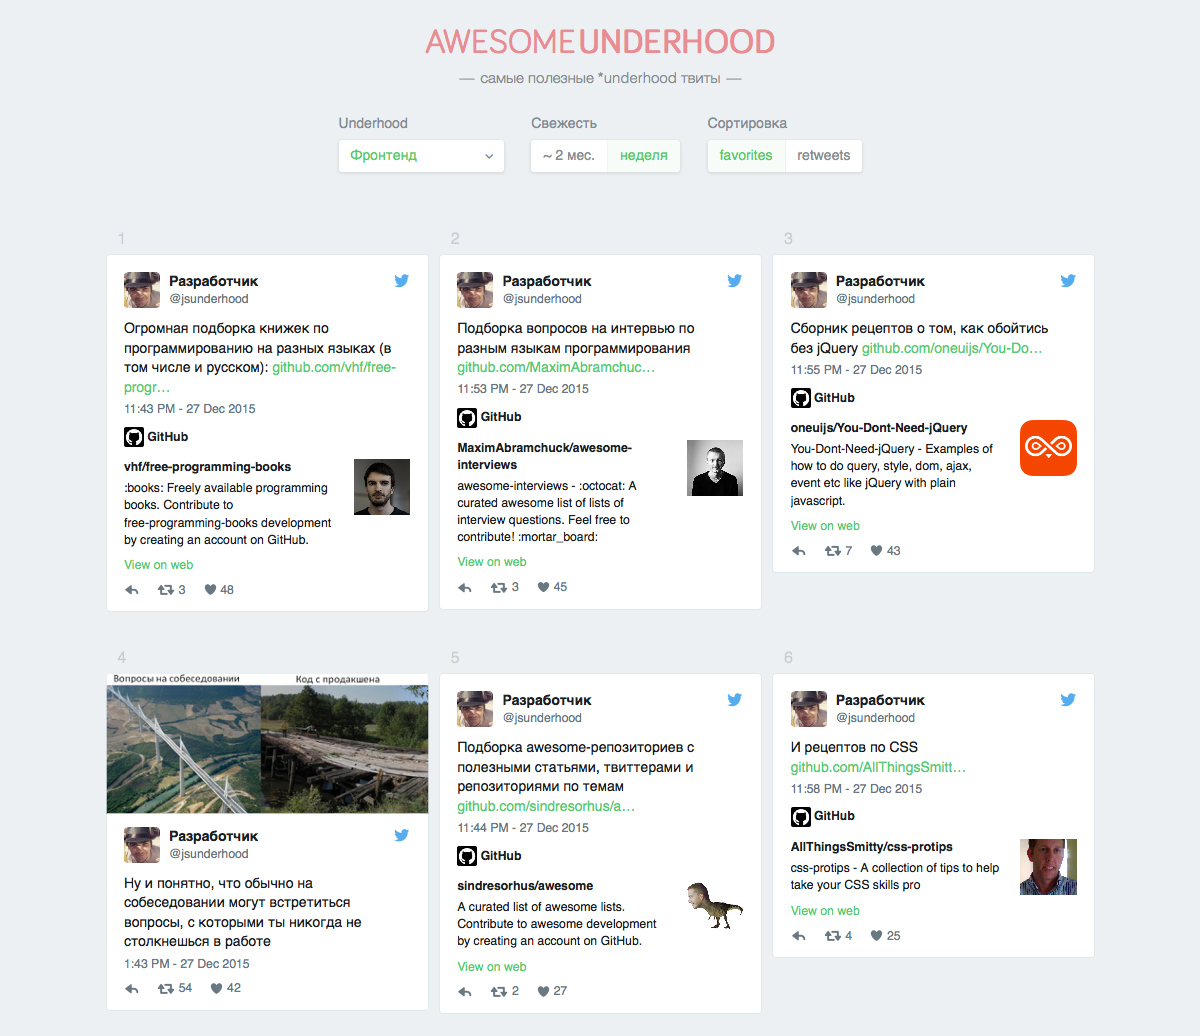 AWESOME UNDERHOOD
— самые полезные *underhood твиты —
Underhood
Фронтенд
Свежесть
~ 2 мес. неделя
Сортировка
favorites retweets
1
Разработчик
@jsunderhood
Огромная подборка книжек по
программированию на разных языках (в
том числе и русском): github.com/vhf/free-
progr…
11:43 PM - 27 Dec 2015
GitHub
vhf/free-programming-books
:books: Freely available programming
books. Contribute to
free-programming-books development
by creating an account on GitHub.
View on web
3 48
2
Разработчик
@jsunderhood
Подборка вопросов на интервью по
разным языкам программирования
github.com/MaximAbramchuc…
11:53 PM - 27 Dec 2015
GitHub
MaximAbramchuck/awesome-
interviews
awesome-interviews - :octocat: A
curated awesome list of lists of
interview questions. Feel free to
contribute! :mortar_board:
View on web
3 45
3
Разработчик
@jsunderhood
Сборник рецептов о том, как обойтись
без jQuery github.com/oneuijs/You-Do…
11:55 PM - 27 Dec 2015
GitHub
oneuijs/You-Dont-Need-jQuery
You-Dont-Need-jQuery - Examples of
how to do query, style, dom, ajax,
event etc like jQuery with plain
javascript.
View on web
7 43
4
Вопросы на собеседовании Код с продакшена
Разработчик
@jsunderhood
Ну и понятно, что обычно на
собеседовании могут встретиться
вопросы, с которыми ты никогда не
столкнешься в работе
1:43 PM - 27 Dec 2015
54 42
5
Разработчик
@jsunderhood
Подборка awesome-репозиториев с
полезными статьями, твиттерами и
репозиториями по темам
github.com/sindresorhus/a…
11:44 PM - 27 Dec 2015
GitHub
sindresorhus/awesome
A curated list of awesome lists.
Contribute to awesome development
by creating an account on GitHub.
View on web
2 27
6
Разработчик
@jsunderhood
И рецептов по CSS
github.com/AllThingsSmitt…
11:58 PM - 27 Dec 2015
GitHub
AllThingsSmitty/css-protips
css-protips - A collection of tips to help
take your CSS skills pro
View on web
4 25